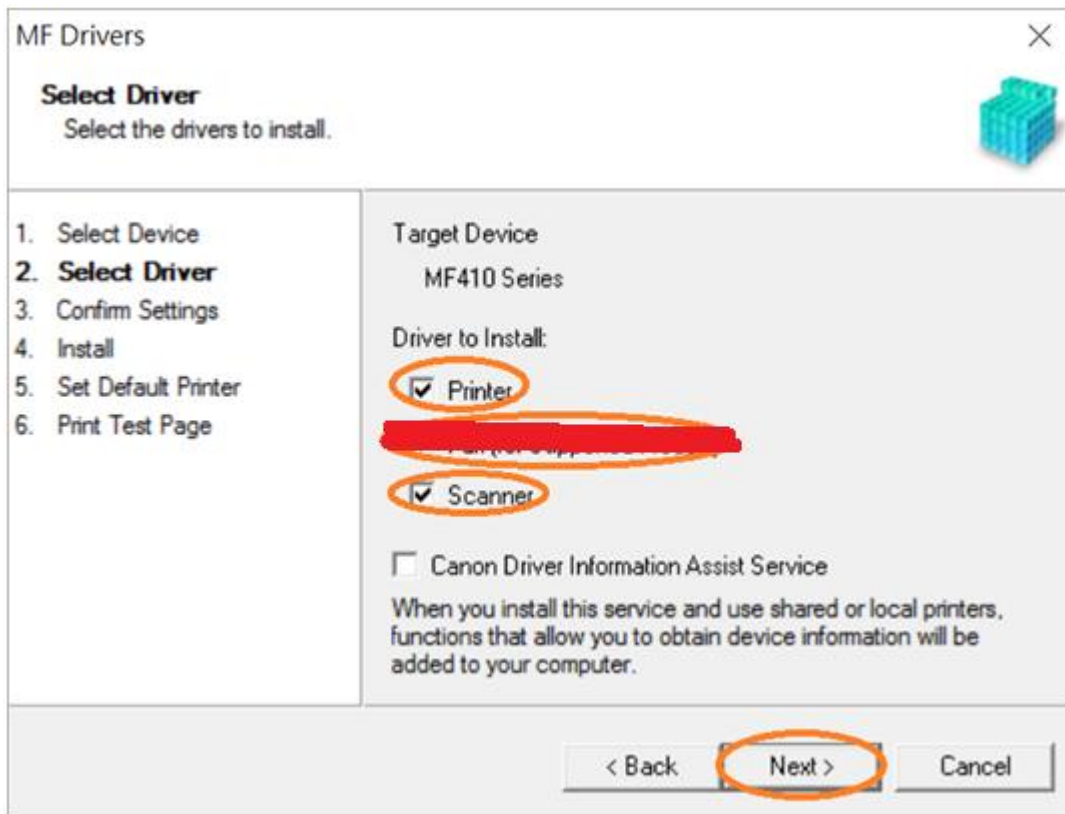 MF Drivers
Select Driver
Select the drivers to install.
1. Select Device
2. Select Driver
3. Confirm Settings
4. Install
5. Set Default Printer
6. Print Test Page
Target Device
MF410 Series
Driver to Install:
Printer
Scanner
Canon Driver Information Assist Service
When you install this service and use shared or local printers,
functions that allow you to obtain device information will be
added to your computer.
< Back
Next >
Cancel